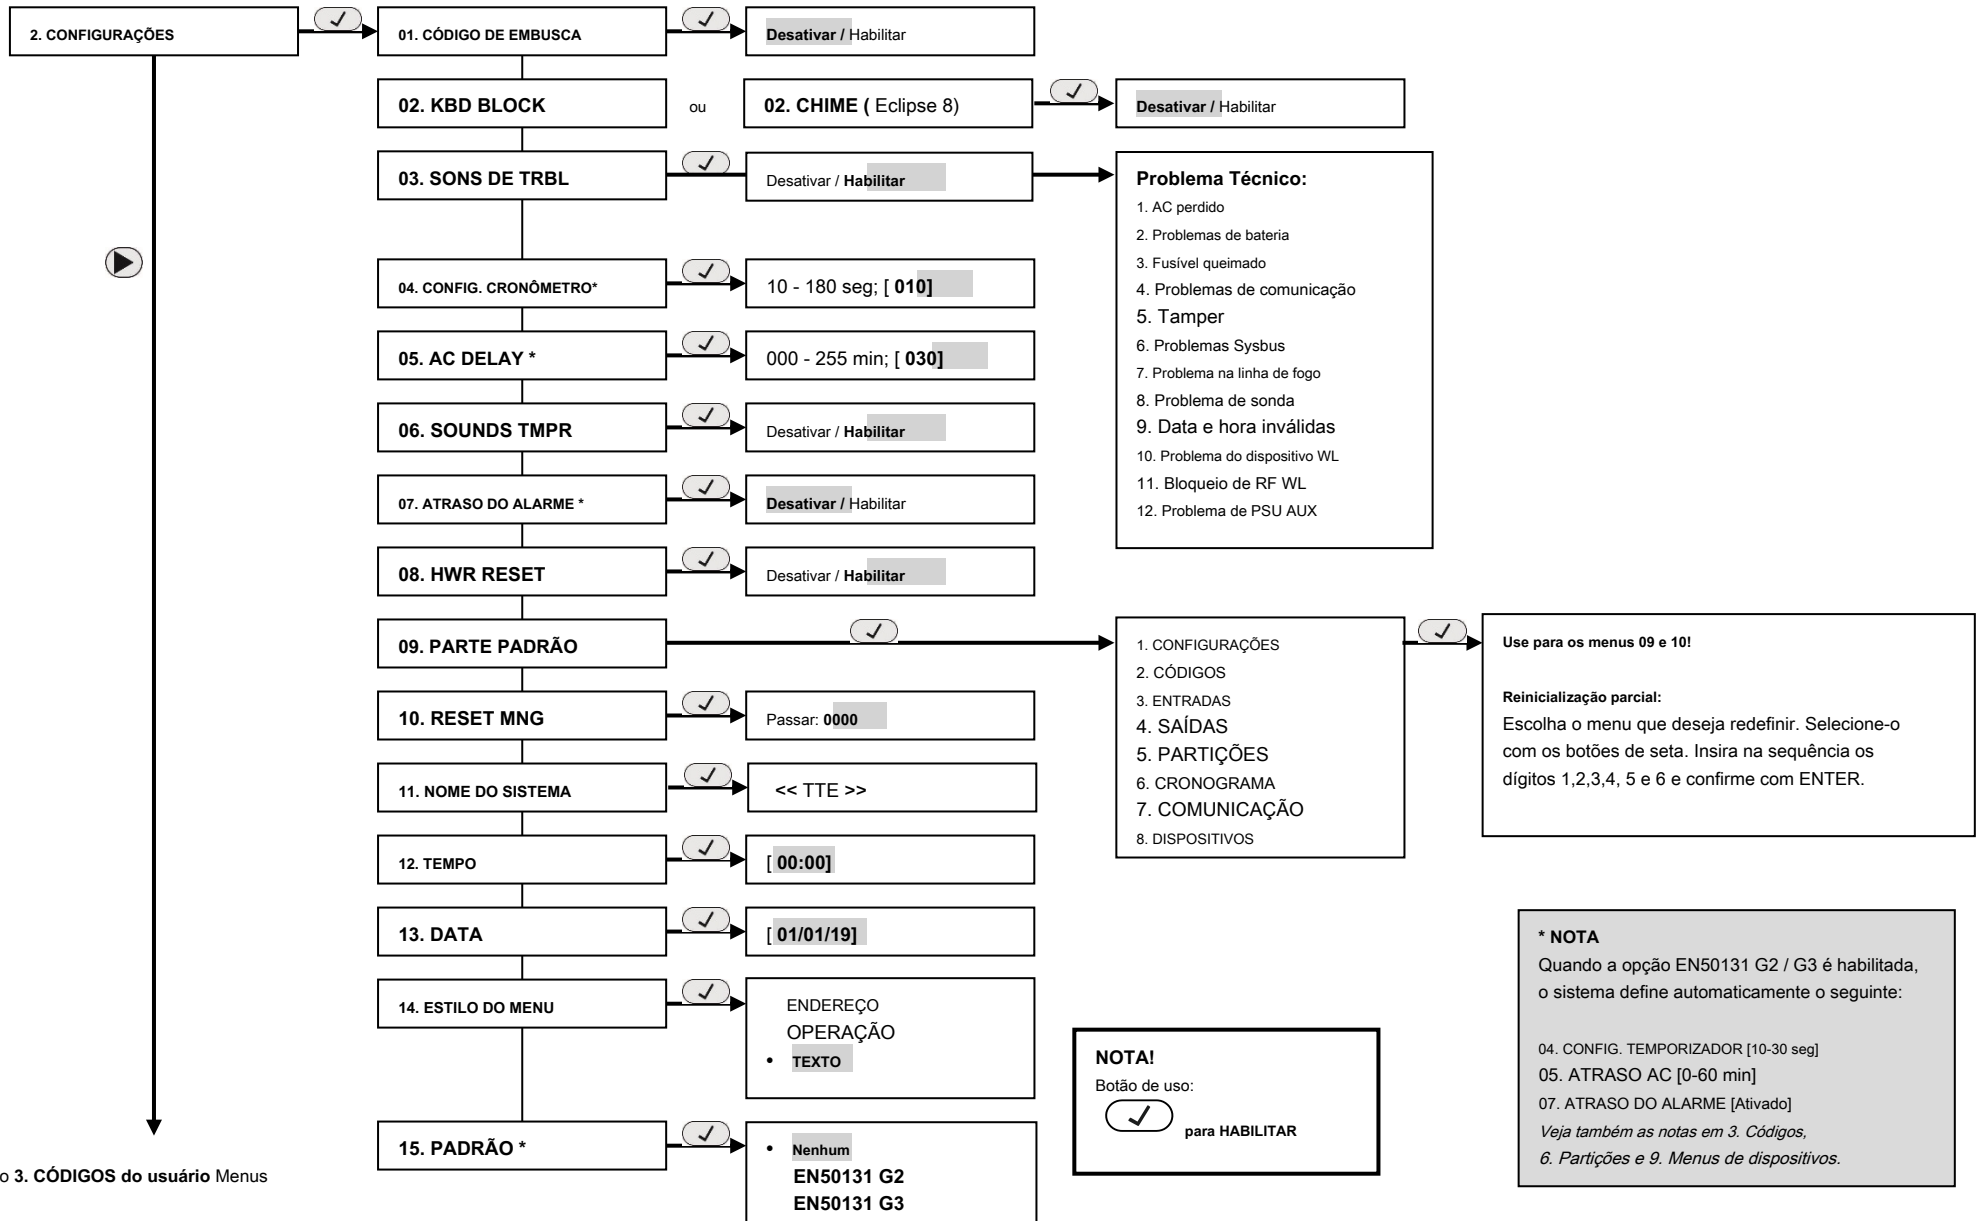 2. CONFIGURAÇÕES
01. CÓDIGO DE EMBUSCA
Desativar / Habilitar
02. KBD BLOCK
ou
02. CHIME ( Eclipse 8)
Desativar / Habilitar
03. SONS DE TRBL
Desativar / Habilitar
Problema Técnico:
1. AC perdido
2. Problemas de bateria
3. Fusível queimado
4. Problemas de comunicação
5. Tamper
6. Problemas Sysbus
7. Problema na linha de fogo
8. Problema de sonda
9. Data e hora inválidas
10. Problema do dispositivo WL
11. Bloqueio de RF WL
12. Problema de PSU AUX
04. CONFIG. CRONÔMETRO*
10 - 180 seg; [ 010]
05. AC DELAY *
000 - 255 min; [ 030]
06. SOUNDS TMPR
Desativar / Habilitar
07. ATRASO DO ALARME *
Desativar / Habilitar
08. HWR RESET
Desativar / Habilitar
09. PARTE PADRÃO
1. CONFIGURAÇÕES
2. CÓDIGOS
3. ENTRADAS
4. SAÍDAS
5. PARTIÇÕES
6. CRONOGRAMA
7. COMUNICAÇÃO
8. DISPOSITIVOS
Use para os menus 09 e 10!
Reinicialização parcial:
Escolha o menu que deseja redefinir. Selecione-o
com os botões de seta. Insira na sequência os
dígitos 1,2,3,4, 5 e 6 e confirme com ENTER.
10. RESET MNG
Passar: 0000
11. NOME DO SISTEMA
<< TTE >>
12. TEMPO
[ 00:00]
13. DATA
[ 01/01/19]
14. ESTILO DO MENU
ENDEREÇO
OPERAÇÃO
• TEXTO
15. PADRÃO *
• Nenhum
EN50131 G2
EN50131 G3
NOTA!
Botão de uso:
para HABILITAR
* NOTA
Quando a opção EN50131 G2 / G3 é habilitada,
o sistema define automaticamente o seguinte:
04. CONFIG. TEMPORIZADOR [10-30 seg]
05. ATRASO AC [0-60 min]
07. ATRASO DO ALARME [Ativado]
Veja também as notas em 3. Códigos,
6. Partições e 9. Menus de dispositivos.
o 3. CÓDIGOS do usuário Menus